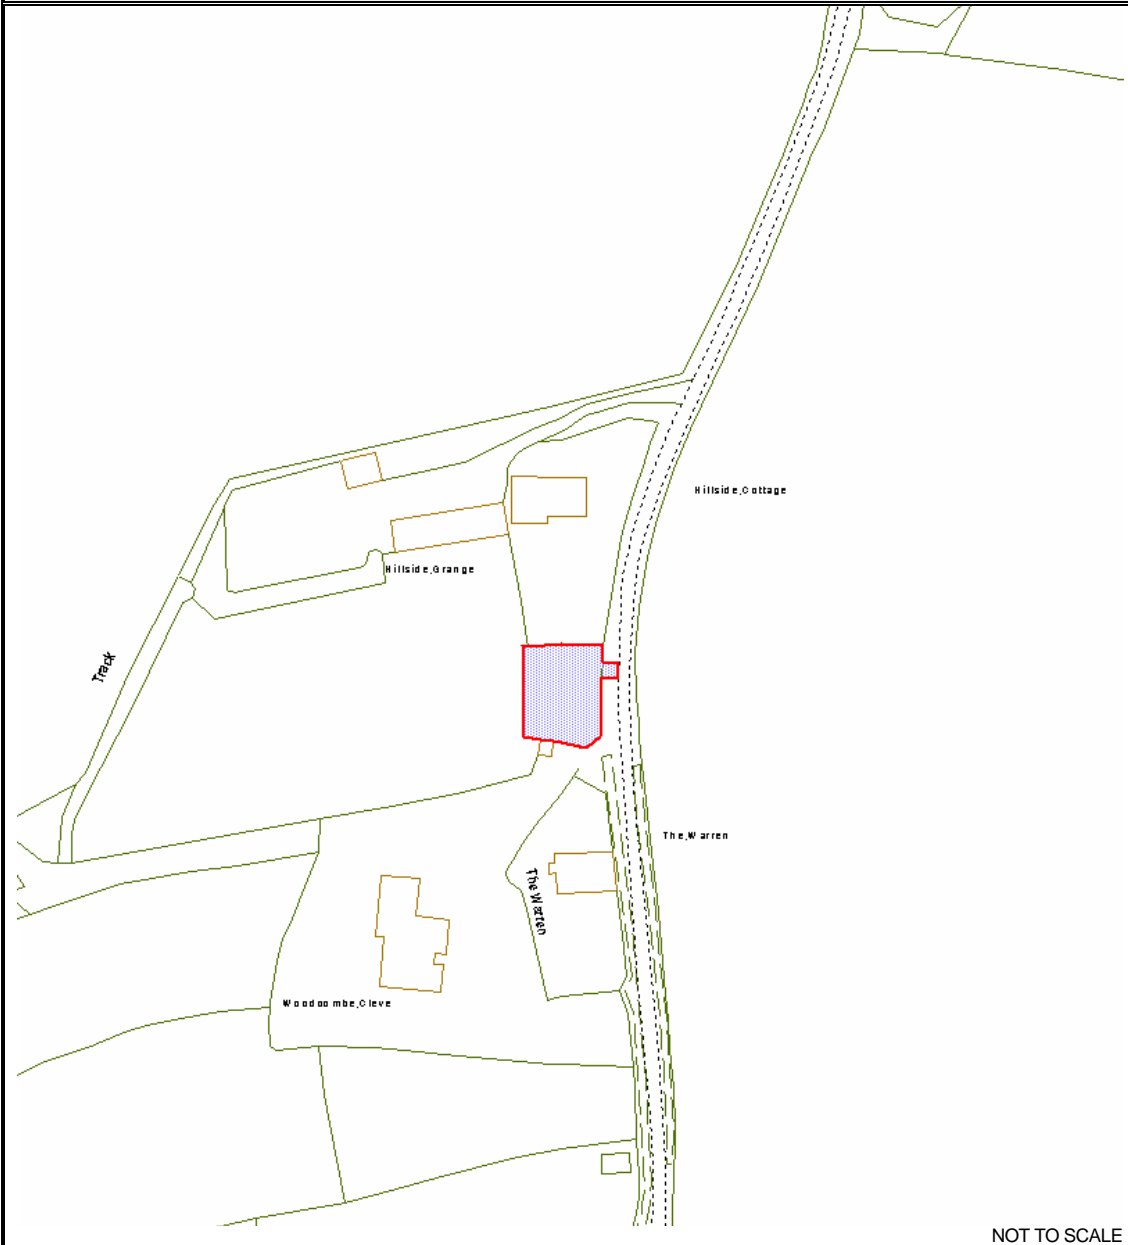 Hillside,Cottage
Hillside,Grange
Track
The,Warren
The Warren
Woodcombe,Cleve
NOT TO SCALE